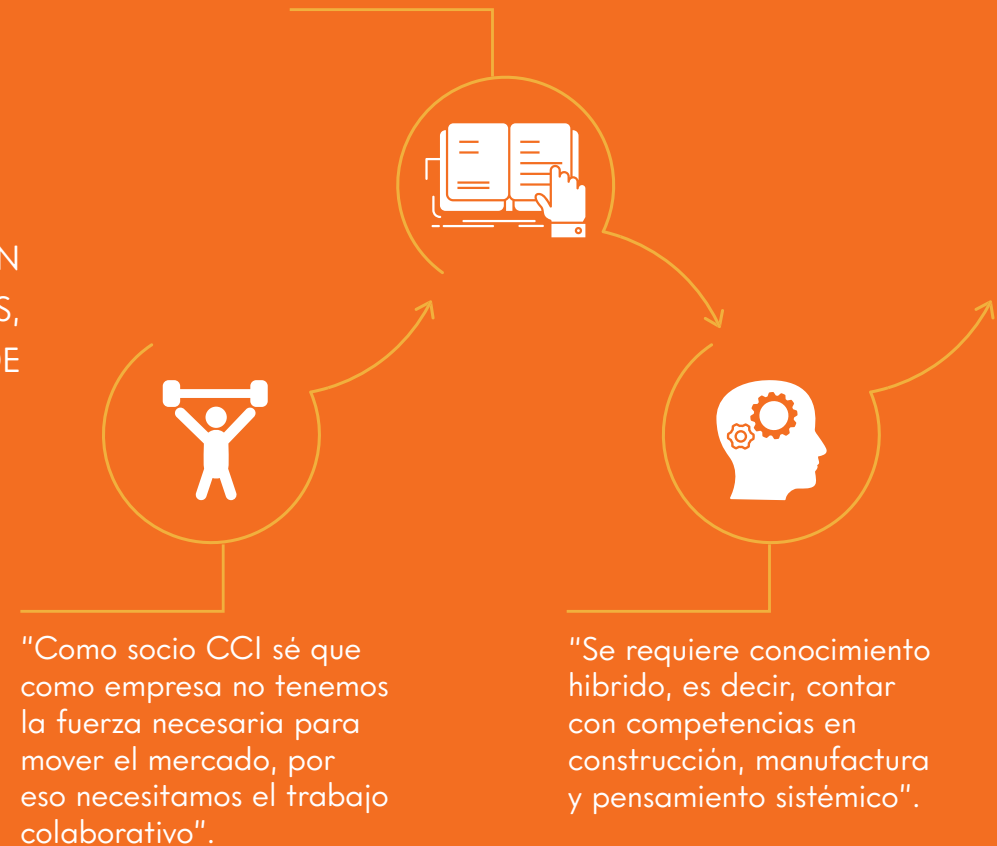 N
S,
DE
"Como socio CCI sé que
como empresa no tenemos
la fuerza necesaria para
mover el mercado, por
eso necesitamos el trabajo
colaborativo".
"Se requiere conocimiento
hibrido, es decir, contar
con competencias en
construcción, manufactura
y pensamiento sistémico".